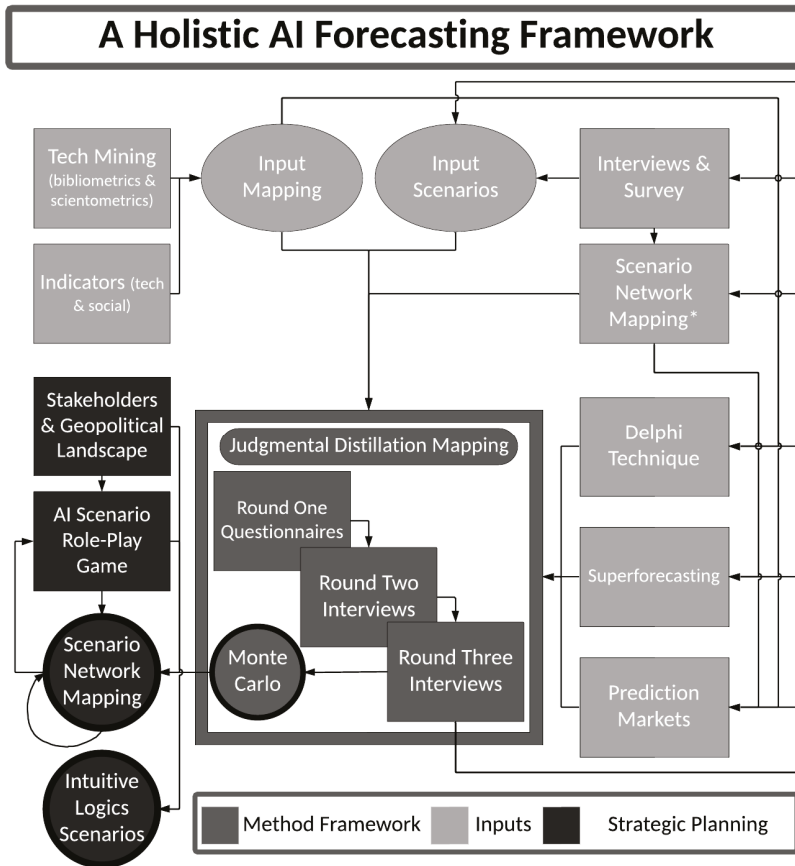 A Holistic AI Forecasting Framework
Tech Mining
(bibliometrics &
scientometrics)
Input
Mapping
Input
Scenarios
Interviews &
Survey
Indicators (tech
& social)
Scenario
Network
Mapping*
Stakeholders
& Geopolitical
Landscape
Judgmental Distillation Mapping
Delphi
Technique
Round One
Questionnaires
AI Scenario
Role-Play
Game
Round Two
Interviews
Superforecasting
Scenario
Network
Mapping
Monte
Carlo
Round Three
Interviews
Prediction
Markets
Intuitive
Logics
Scenarios
Method Framework
Inputs
Strategic Planning